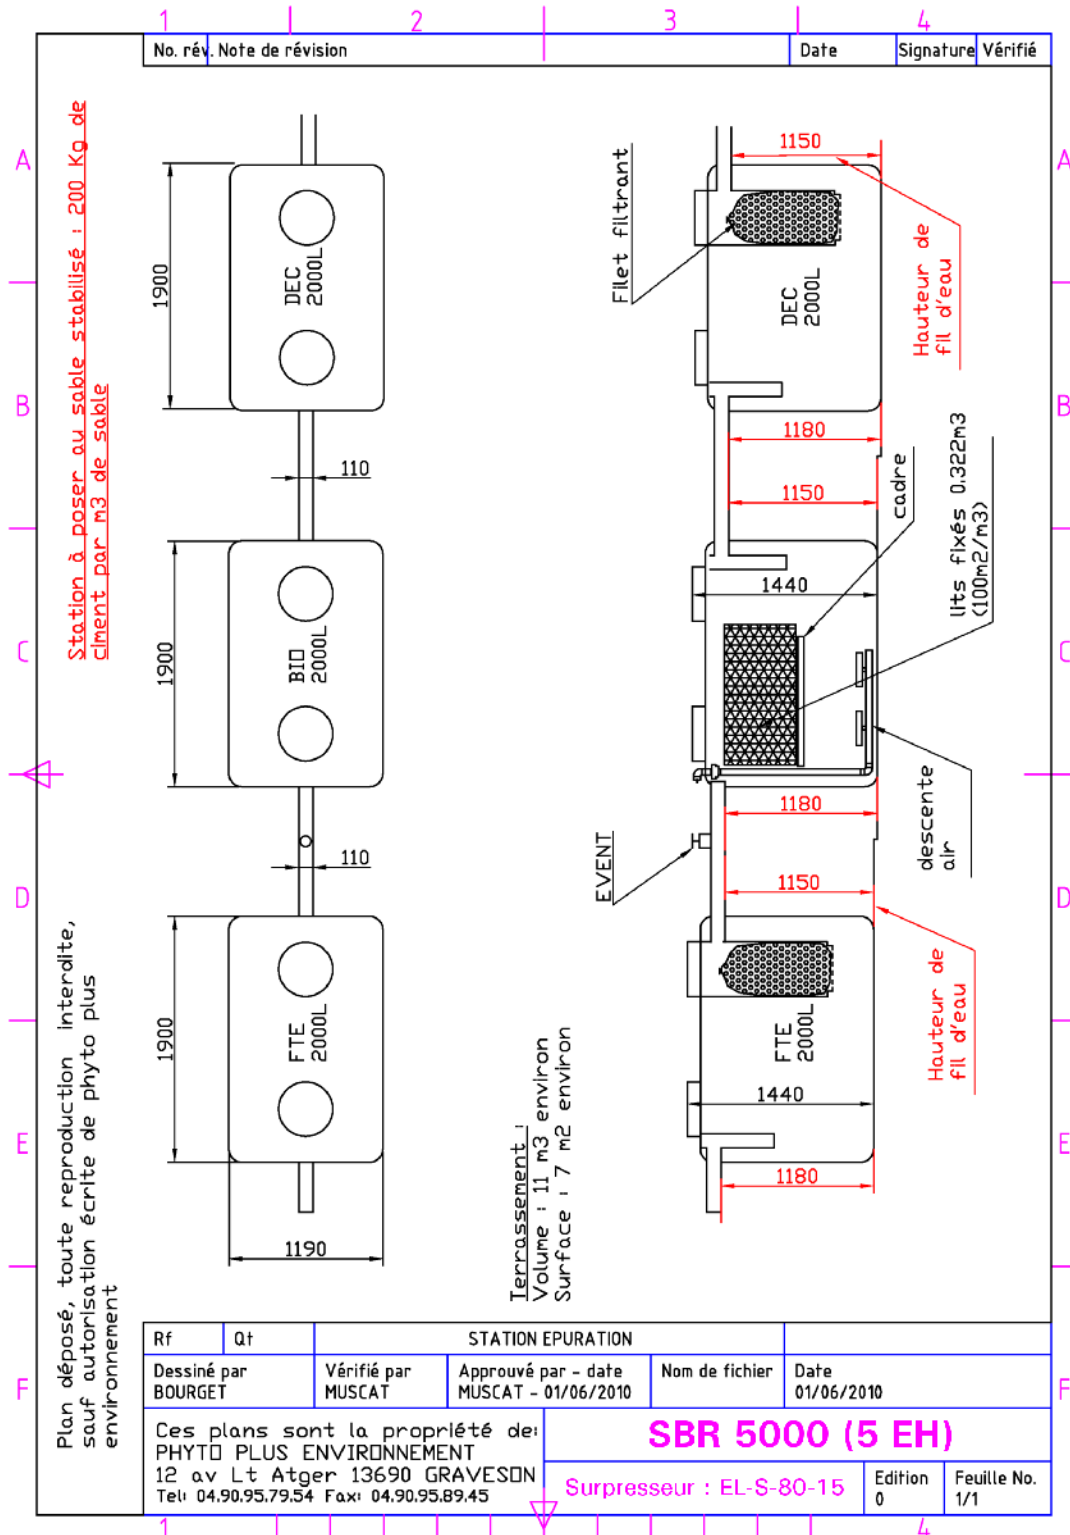 1 2 3 4
No. rév. Note de révision Date Signature Vérifié
A A
B B
C C
D D
E E
F F
Station à poser au sable stabilisé : 200 Kg de
ciment par m3 de sable
Plan déposé, toute reproduction interdite,
sauf autorisation écrite de phyto plus
environnement
1900
DEC
2000L
110
1900
BIO
2000L
110
1900
FTE
2000L
1190
Filet filtrant
1150
DEC
2000L
Hauteur de
fil d'eau
1180
1150
cadre
lits fixés 0.322m3
(100m2/m3)
1440
1180
descente
air
EVENT
1150
Hauteur de
fil d'eau
FTE
2000L
1440
1180
Terrassement :
Volume : 11 m3 environ
Surface : 7 m2 environ
Rf Qt STATION EPURATION
Dessiné par Vérifié par Approuvé par - date Nom de fichier Date
BOURGET MUSCAT MUSCAT - 01/06/2010 01/06/2010
Ces plans sont la propriété de:
PHYTO PLUS ENVIRONNEMENT
12 av Lt Atger 13690 GRAVESON
Tel: 04.90.95.79.54 Fax: 04.90.95.89.45
SBR 5000 (5 EH)
Surpresseur : EL-S-80-15
Edition
0
Feuille No.
1/1
1 4